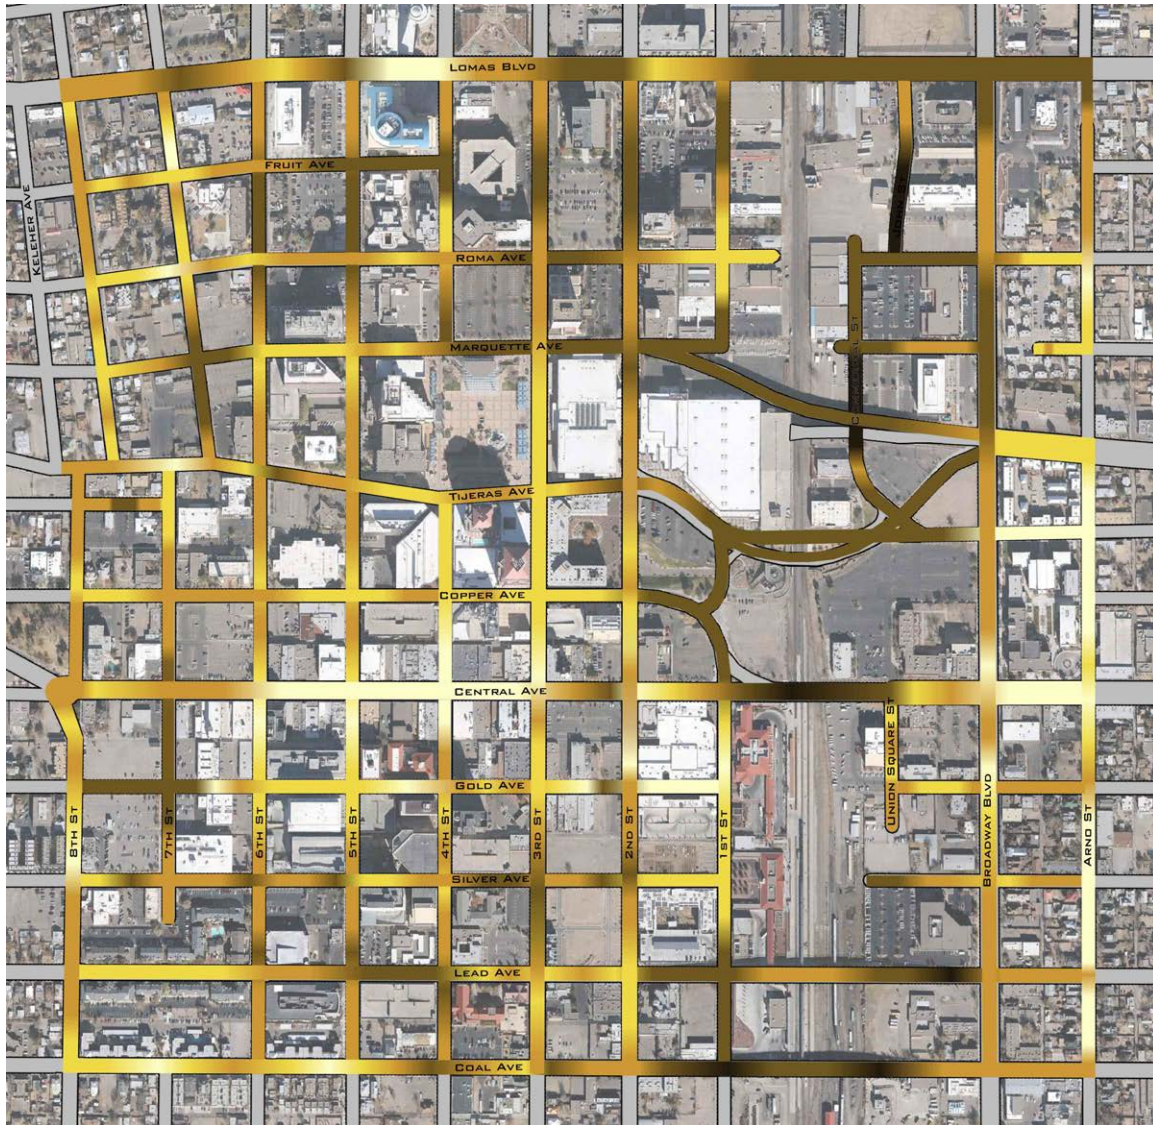 LOMAS BLVD
FRUIT AVE
KELEHER AVE
ROMA AVE
MARQUETTE AVE
TIJERAS AVE
COPPER AVE
CENTRAL AVE
UNION SQUARE ST
GOLD AVE
8TH ST
7TH ST
6TH ST
5TH ST
4TH ST
3RD ST
2ND ST
1ST ST
BROADWAY BLVD
ARNO ST
SILVER AVE
LEAD AVE
COAL AVE